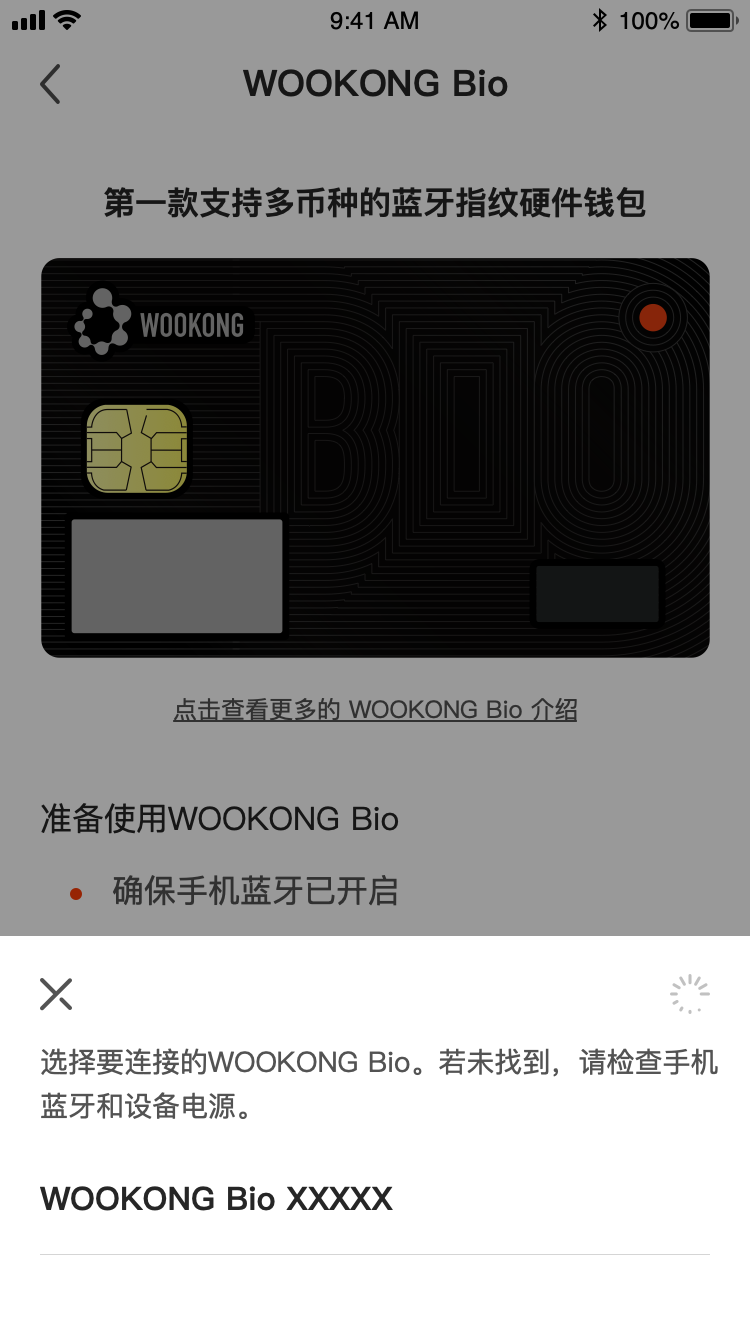 9:41 AM
100%
WOOKONG Bio
第一款支持多币种的蓝牙指纹硬件钱包
WOOKONG
BIO
点击查看更多的 WOOKONG Bio 介绍
准备使用WOOKONG Bio
确保手机蓝牙已开启
选择要连接的WOOKONG Bio。若未找到，请检查手机
蓝牙和设备电源。
WOOKONG Bio XXXXX